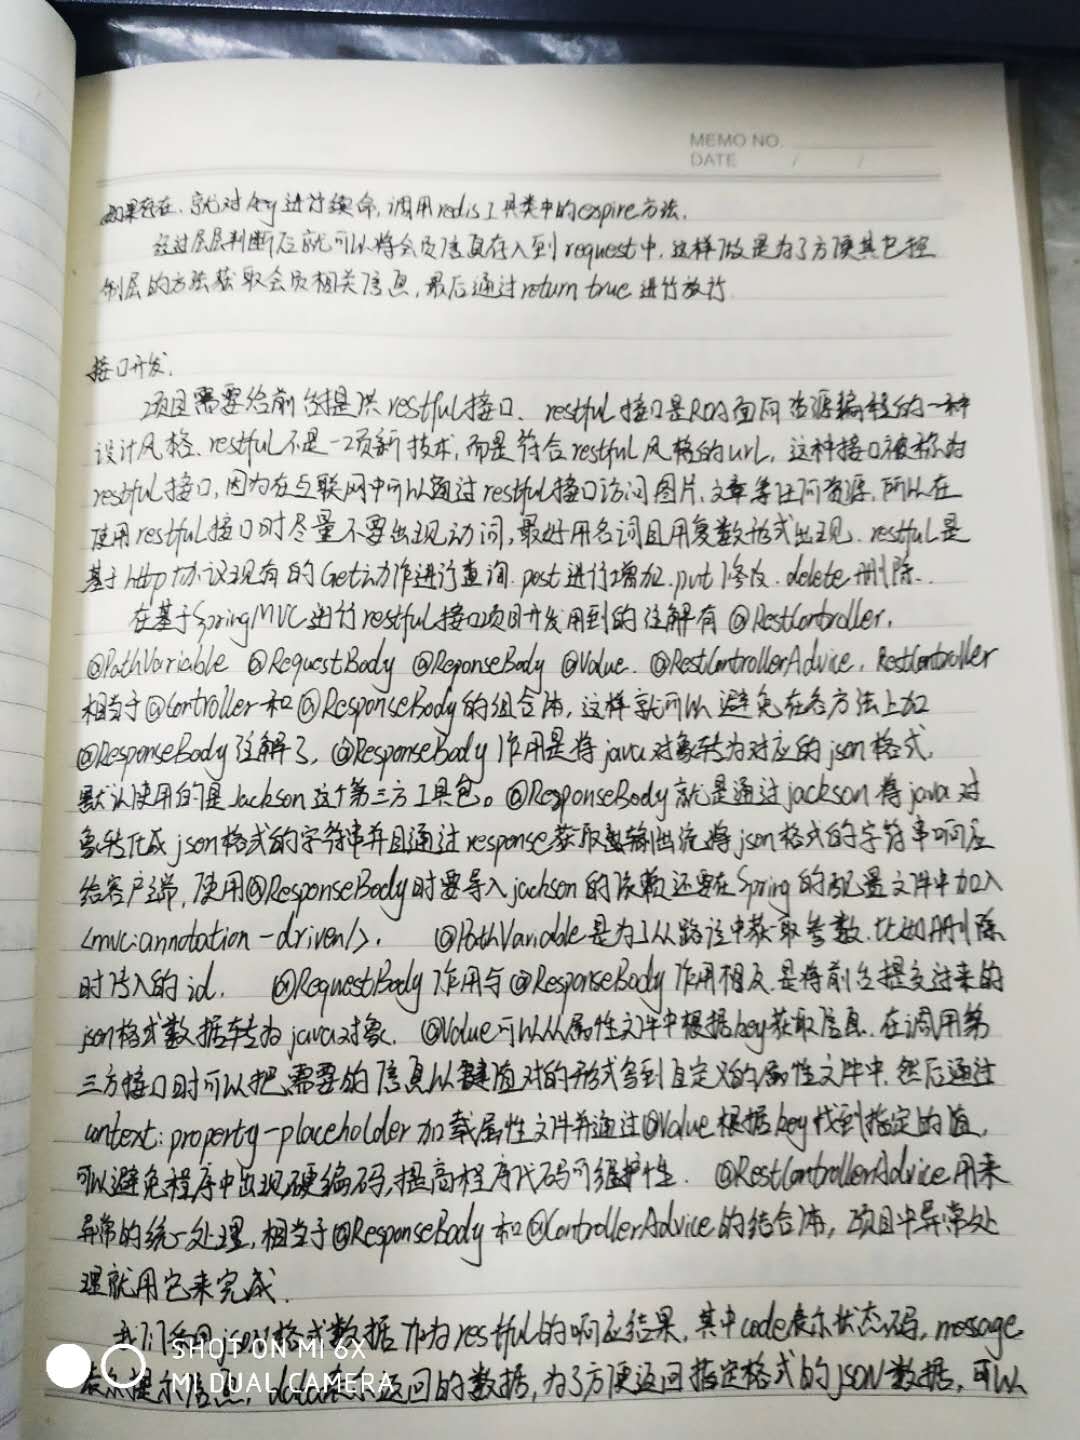 MEMO NO.
DATE / /
如果存在,就对key进行续命,调用redis工具类中的expire方法.
经过层层判断后就可以将会员信息存入到request中,这样做是为了方便其它控
制层的方法获取会员相关信息,最后通过return true进行放行
接口开发.
项目需要给前台提供restful接口、restful接口是ROA面向资源编程的一种
设计风格、restful不是一项新技术,而是符合restful风格的url,这种接口被称为
restful接口,因为在互联网中可以通过restful接口访问图片,文章等任何资源,所以在
使用restful接口时尽量不要出现动词,最好用名词且用复数形式出现.restful是
基于http协议现有的Get动作进行查询.post进行增加.put修改.delete删除.
在基于SpringMVC进行restful接口项目开发用到的注解有@RestController,
@PathVariable @RequestBody @ReponseBody @Value.@RestControllerAdvice,RestController
相当于@Controller和@ResponseBody的组合体,这样就可以避免在各方法上加
@ResponseBody注解了,@ResponseBody作用是将java对象转为对应的json格式,
默认使用的是Jackson这个第三方工具包。@ResponseBody就是通过jackson将java对
象转化成json格式的字符串并且通过response获取输出流将json格式的字符串响应
给客户端,使用@ResponseBody时要导入jackson的依赖还要在Spring的配置文件中加入
<mvc:annotation-driven/>. @PathVariable是为了从路径中获取参数.比如删除
时传入的id. @RequestBody作用与@ResponseBody作用相反.是将前台提交过来的
json格式数据转为java对象. @Value可以从属性文件中根据key获取信息.在调用第
三方接口时可以把需要的信息以键值对的形式写到自定义的属性文件中.然后通过
context:property-placeholder加载属性文件并通过@Value根据key找到指定的值,
可以避免程序中出现硬编码,提高程序代码可维护性. @RestControllerAdvice用来
异常的统一处理,相当于@ResponseBody和@ControllerAdvice的结合体,项目中异常处
理就用它来完成.
我们采用json格式数据作为restful的响应结果,其中code表示状态码,message
表示提示信息,data表示返回的数据,为了方便返回指定格式的JSON数据,可以
SHOT ON MI 6X
MI DUAL CAMERA